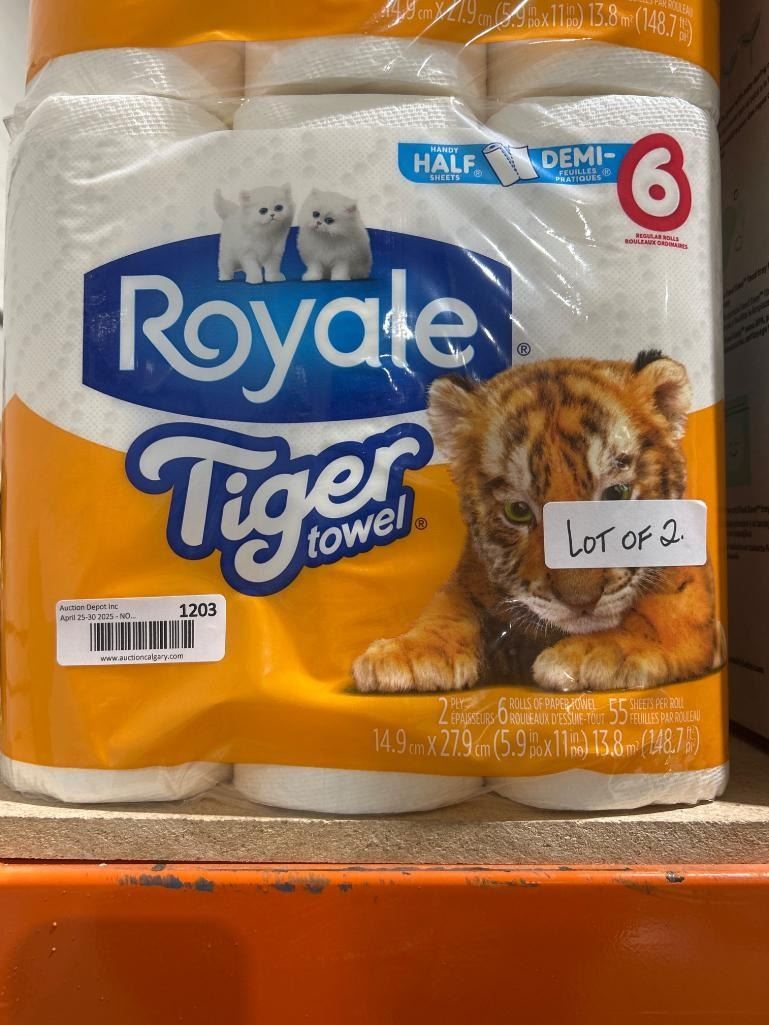 14.9 cm X 27.9 cm (5.9 in/po x 11 in/po) 13.8 m² (148.7 ft²/pi²)
HANDY
HALF
SHEETS ®
DEMI-
FEUILLES
PRATIQUES ®
6
REGULAR ROLLS
ROULEAUX ORDINAIRES
Royale ®
Tiger
towel ®
LOT OF 2.
Auction Depot Inc
April 25-30 2025 - NO...
1203
www.auctioncalgary.com
2 PLY 6 ROLLS OF PAPER TOWEL 55 SHEETS PER ROLL
ÉPAISSEURS ROULEAUX D'ESSUIE-TOUT FEUILLES PAR ROULEAU
14.9 cm X 27.9 cm (5.9 in/po x 11 in/po) 13.8 m² (148.7 ft²/pi²)